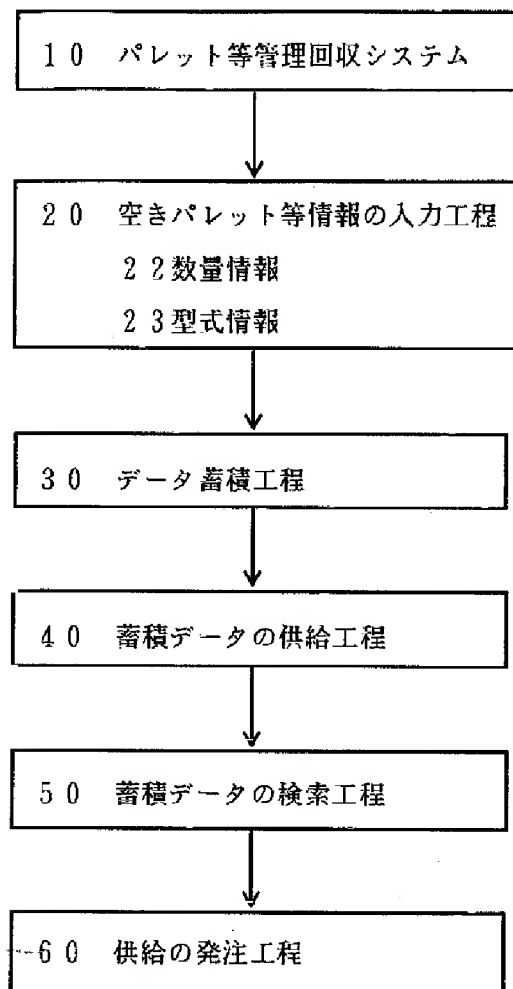 10 パレット等管理回収システム
20 空きパレット等情報の入力工程
22数量情報
23型式情報
30 データ蓄積工程
40 蓄積データの供給工程
50 蓄積データの検索工程
60 供給の発注工程